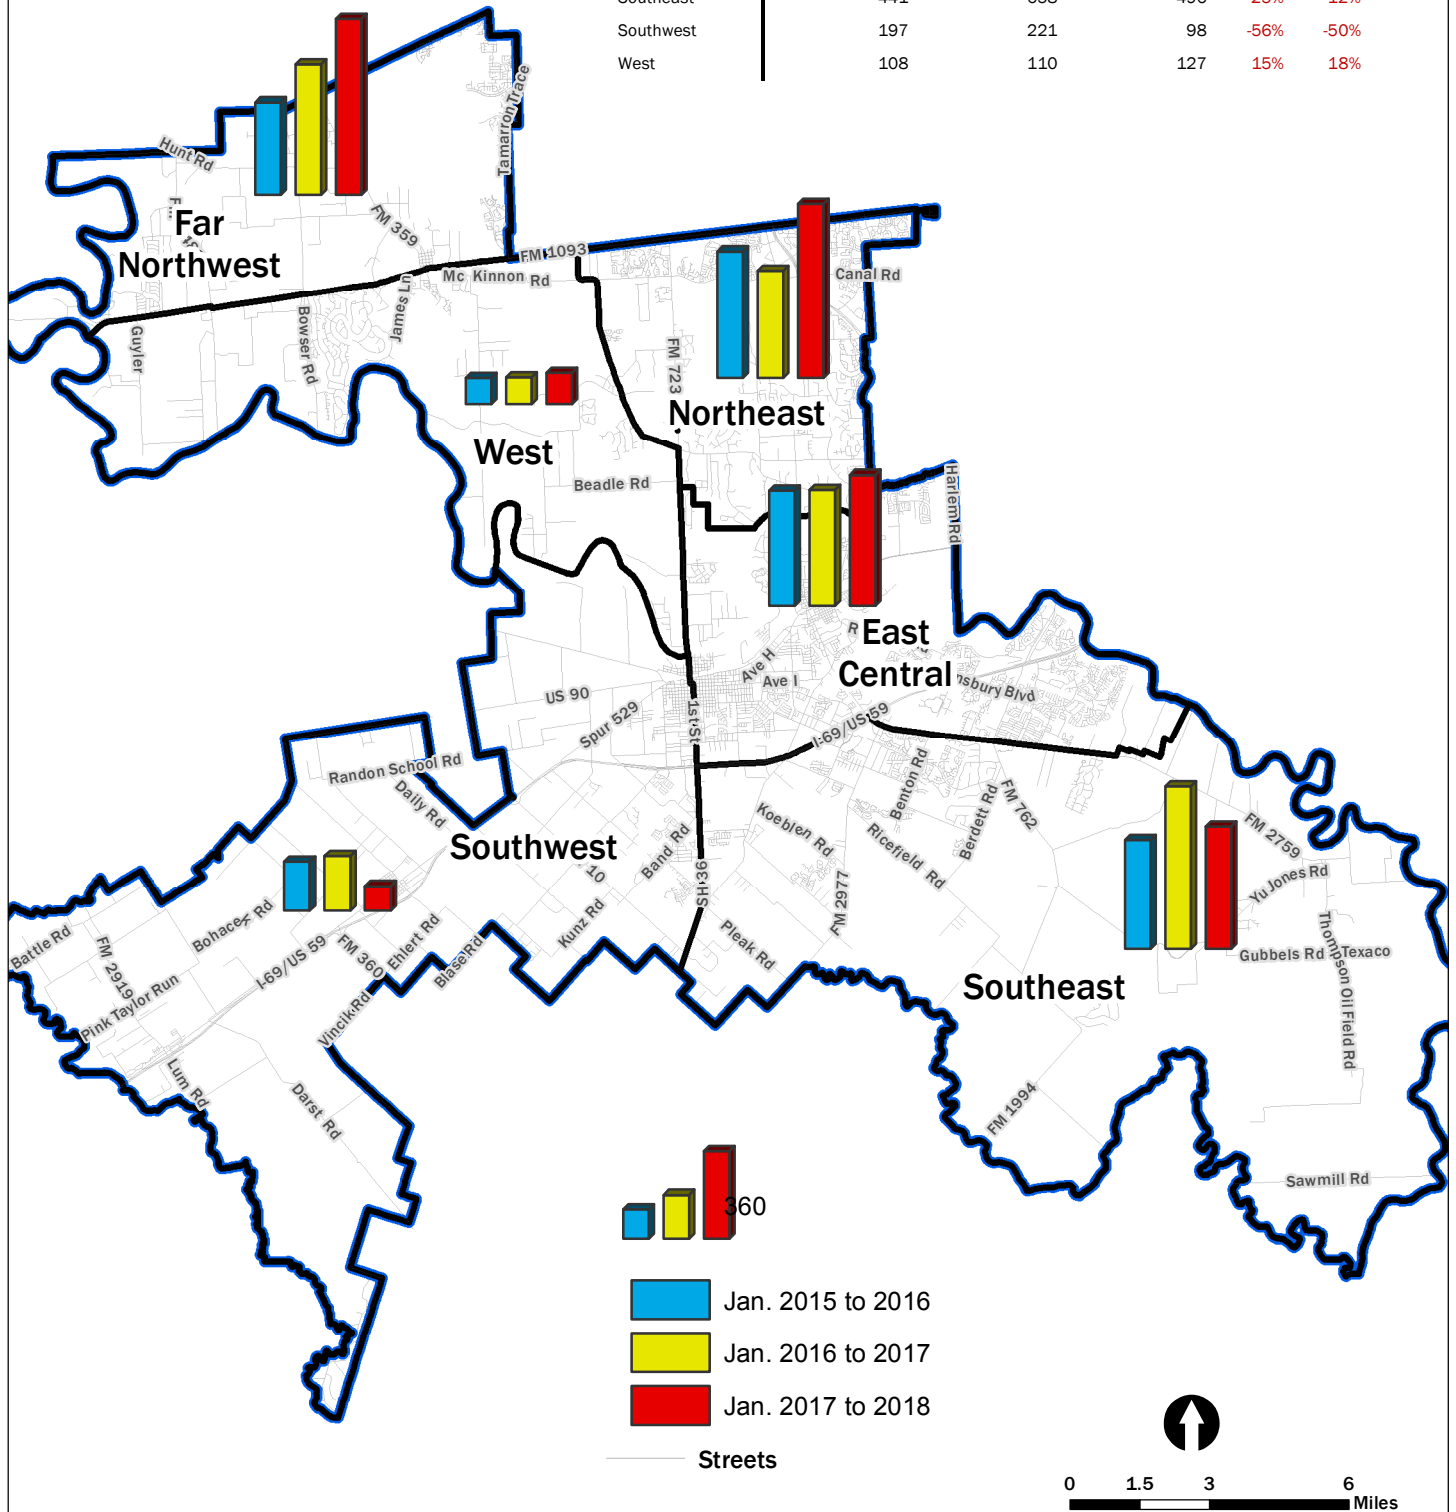 Southwest 197 221 98 -56% -50%
West 108 110 127 15% 18%
Tamarron Trace
Hunt Rd
FM 359
Far
Northwest
FM 1093
Mc Kinnon Rd
Canal Rd
James Ln
Guyler
Bowser Rd
FM 723
Northeast
West
Beadle Rd
Harlem Rd
East
Central
Ave H
Ave I
nsbury Blvd
US 90
Spur 529
1st St
I-69/US 59
Randon School Rd
Daily Rd
Benton Rd
Berdett Rd
FM 762
Koeblen Rd
Ricefield Rd
FM 2759
Southwest
10
Band Rd
SH 36
FM 2977
Yu Jones Rd
Bohacek Rd
Kunz Rd
Pleak Rd
Battle Rd
FM 2919
I-69/US 59
FM 360
Ehlert Rd
Blase Rd
Gubbels Rd
Texaco
Thompson Oil Field Rd
Southeast
Pink Taylor Run
Vincik Rd
Lum Rd
Darst Rd
FM 1994
Sawmill Rd
360
Jan. 2015 to 2016
Jan. 2016 to 2017
Jan. 2017 to 2018
Streets
0 1.5 3 6
Miles